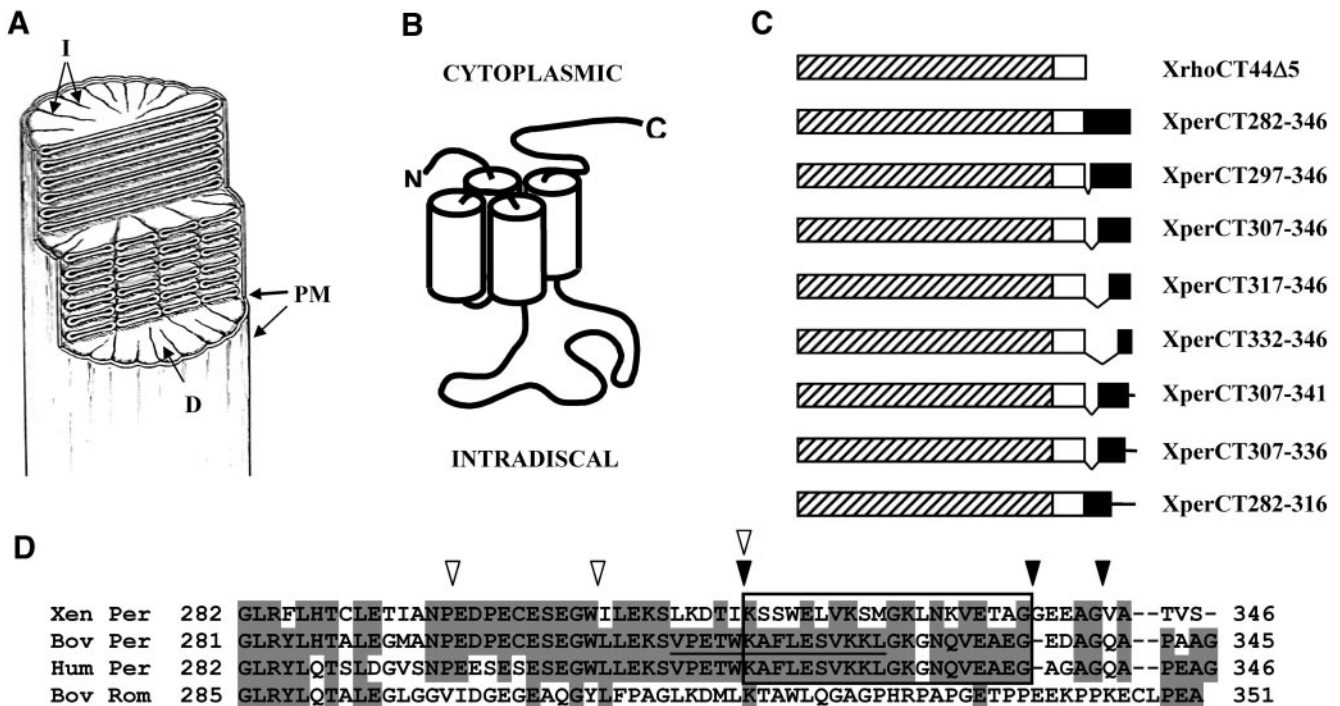 A
I
PM
D
B
CYTOPLASMIC
C
N
INTRADISCAL
C
XrhoCT44Δ5
XperCT282-346
XperCT297-346
XperCT307-346
XperCT317-346
XperCT332-346
XperCT307-341
XperCT307-336
XperCT282-316
D
Xen Per 282 GLRFLHTCLETIANPEDPECESEGWILEKSLKDTIKSSWELVKSMGKLNKVETAGGEEAGVA--TVS- 346
Bov Per 281 GLRYLHTALEGMANPEDPECESEGWLLEKSVPETWKAFLESVKKLGKGNQVEAEG-EDAGQA--PAAG 345
Hum Per 282 GLRYLQTSLDGVSNPEESESESEGWLLEKSVPETWKAFLESVKKLGKGNQVEAEG-AGAGQA--PEAG 346
Bov Rom 285 GLRYLQTALEGLGGVIDGEGEAQGYLFPAGLKDMLKTAWLQGAGPHRPAPGETPPEEKPPKECLPEA 351